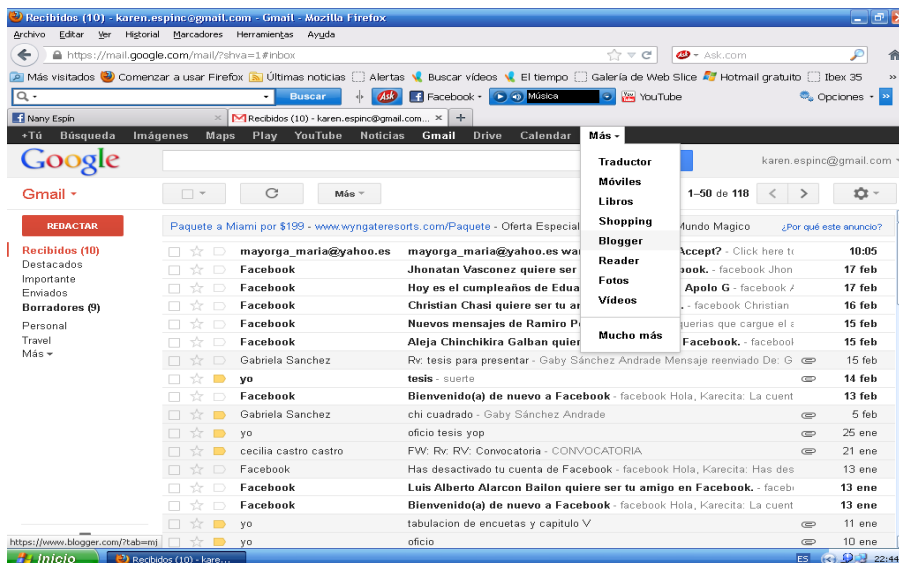 Recibidos (10) - karen.espinc@gmail.com - Gmail - Mozilla Firefox
Archivo Editar Ver Historial Marcadores Herramientas Ayuda
https://mail.google.com/mail/?shva=1#inbox - Ask.com
Más visitados Comenzar a usar Firefox Últimas noticias Alertas Buscar vídeos El tiempo Galería de Web Slice Hotmail gratuito Ibex 35 »
Buscar Ask Facebook Música YouTube Opciones »
Nany Espín × Recibidos (10) - karen.espinc@gmail.com... × +
+Tú Búsqueda Imágenes Maps Play YouTube Noticias Gmail Drive Calendar Más
Google karen.espinc@gmail.com
Traductor
Móviles
Libros
Shopping
Blogger
Reader
Fotos
Vídeos
Mucho más
Gmail Más 1–50 de 118
REDACTAR
Recibidos (10)
Destacados
Importante
Enviados
Borradores (9)
Personal
Travel
Más
Paquete a Miami por $199 - www.wyngateresorts.com/Paquete - Oferta Especial Mundo Magico ¿Por qué este anuncio?
mayorga_maria@yahoo.es mayorga_maria@yahoo.es Accept? - Click here 10:05
Facebook Jhonatan Vasconez quiere ser - facebook Jhon 17 feb
Facebook Hoy es el cumpleaños de Apolo G - facebook 17 feb
Facebook Christian Chasi quiere ser tu - facebook Christian 16 feb
Facebook Nuevos mensajes de Ramiro que cargue el 15 feb
Facebook Aleja Chinchikira Galban Facebook. - facebook 15 feb
Gabriela Sanchez Rv: tesis para presentar - Gaby Sánchez Andrade Mensaje reenviado De: G 15 feb
yo tesis - suerte 14 feb
Facebook Bienvenido(a) de nuevo a Facebook - facebook Hola, Karecita: La cuent 13 feb
Gabriela Sanchez chi cuadrado - Gaby Sánchez Andrade 5 feb
yo oficio tesis yop 25 ene
cecilia castro castro FW: Rv: RV: Convocatoria - CONVOCATORIA 21 ene
Facebook Has desactivado tu cuenta de Facebook - facebook Hola, Karecita: Has des 13 ene
Facebook Luis Alberto Alarcon Bailon quiere ser tu amigo en Facebook. - faceb 13 ene
Facebook Bienvenido(a) de nuevo a Facebook - facebook Hola, Karecita: La cuent 13 ene
yo tabulacion de encuetas y capitulo V 11 ene
yo oficio 10 ene
https://www.blogger.com/?tab=mj
Inicio Recibidos (10) - kare... ES 22:44